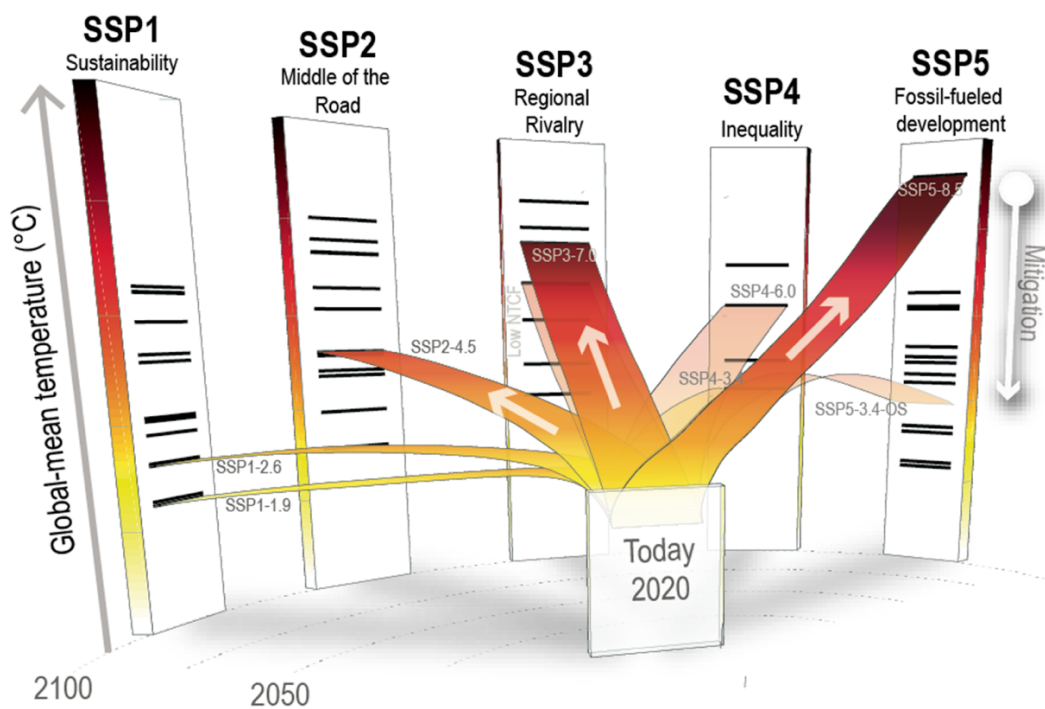 SSP1
Sustainability
SSP2
Middle of the
Road
SSP3
Regional
Rivalry
SSP4
Inequality
SSP5
Fossil-fueled
development
Global-mean temperature (°C)
Mitigation
SSP5-8.5
SSP3-7.0
Low NTCF
SSP4-6.0
SSP2-4.5
SSP4-3.4
SSP5-3.4-OS
SSP1-2.6
SSP1-1.9
Today
2020
2100
2050